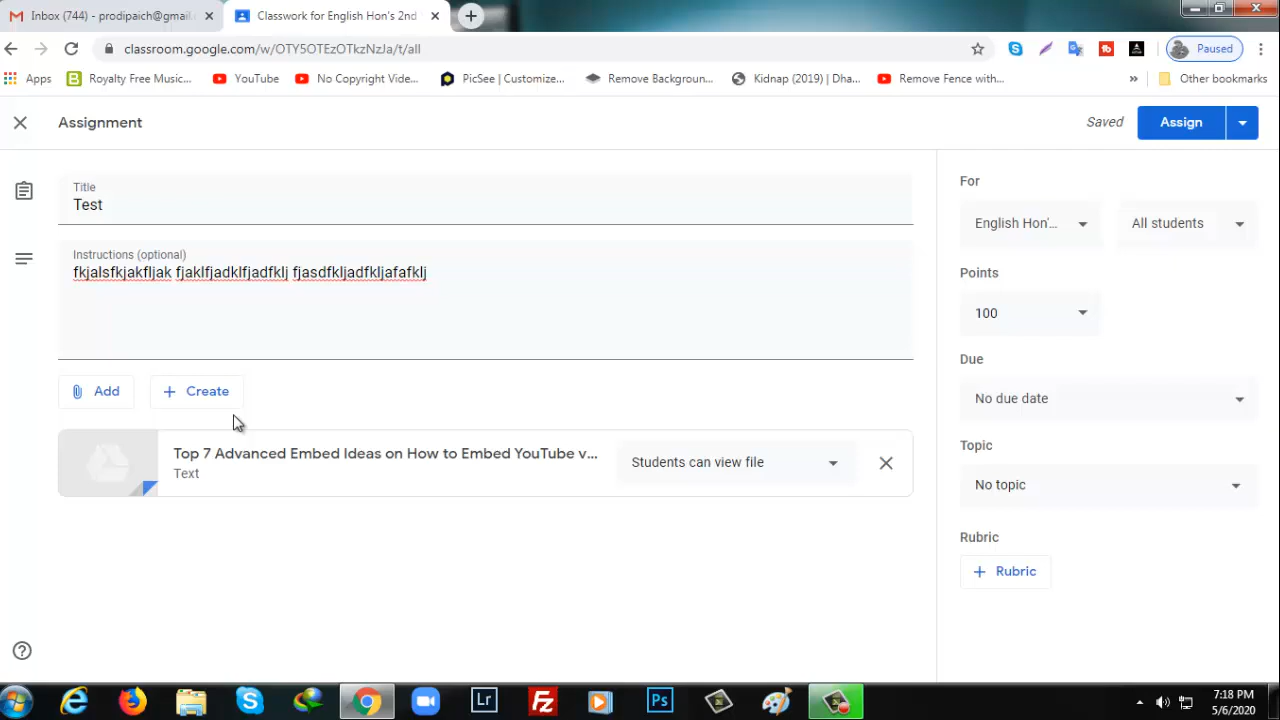 Inbox (744) - prodipaich@gmail.
Classwork for English Hon's 2nd
classroom.google.com/w/OTY5OTEzOTkzNzJa/t/all
Paused
Apps
Royalty Free Music...
YouTube
No Copyright Vide...
PicSee | Customize...
Remove Backgroun...
Kidnap (2019) | Dha...
Remove Fence with...
»
Other bookmarks
Assignment
Saved
Assign
Title
Test
Instructions (optional)
fkjalsfkjakfljak fjaklfjadklfjadfklj fjasdfkljadfkljafafklj
Add
Create
Top 7 Advanced Embed Ideas on How to Embed YouTube v...
Text
Students can view file
For
English Hon'...
All students
Points
100
Due
No due date
Topic
No topic
Rubric
Rubric
Lr
Ps
7:18 PM
5/6/2020